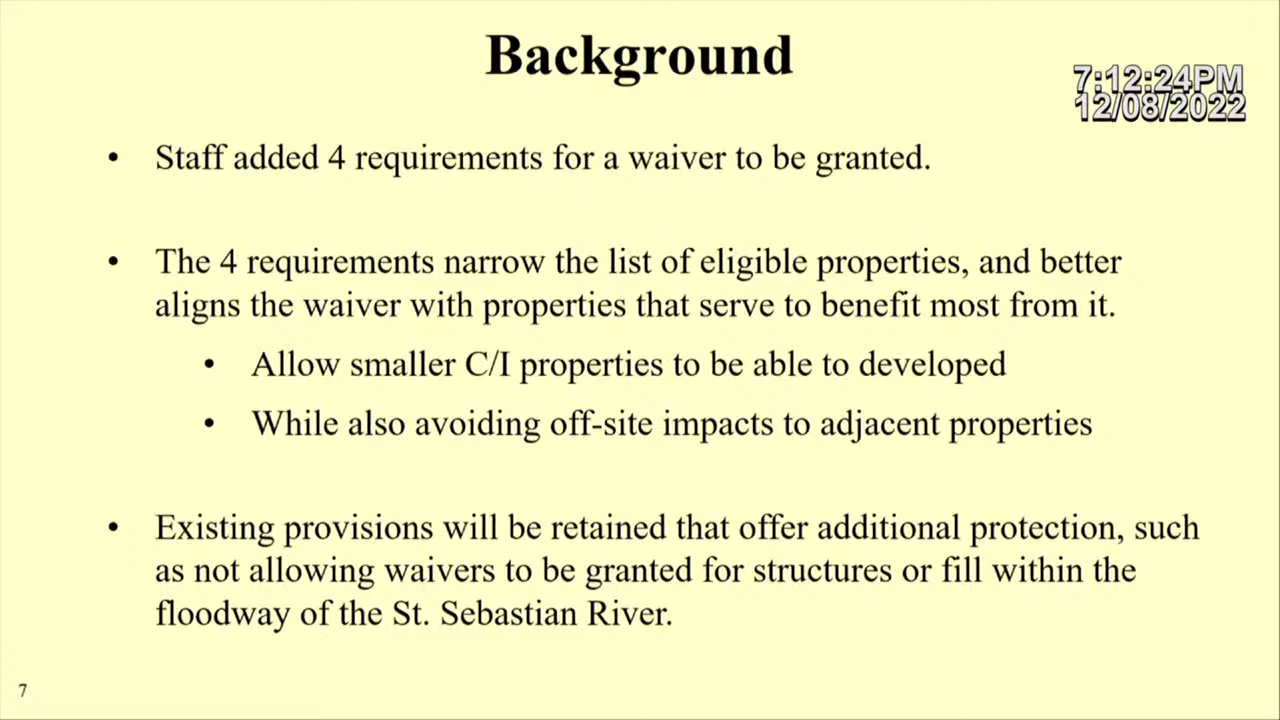 Background
7:12:24PM
12/08/2022
• Staff added 4 requirements for a waiver to be granted.
• The 4 requirements narrow the list of eligible properties, and better
aligns the waiver with properties that serve to benefit most from it.
• Allow smaller C/I properties to be able to developed
• While also avoiding off-site impacts to adjacent properties
• Existing provisions will be retained that offer additional protection, such
as not allowing waivers to be granted for structures or fill within the
floodway of the St. Sebastian River.
7